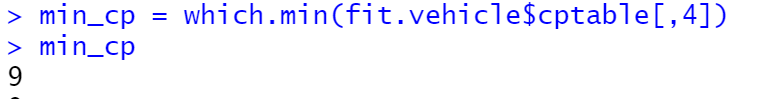 > min_cp = which.min(fit.vehicle$cptable[,4])
> min_cp
9